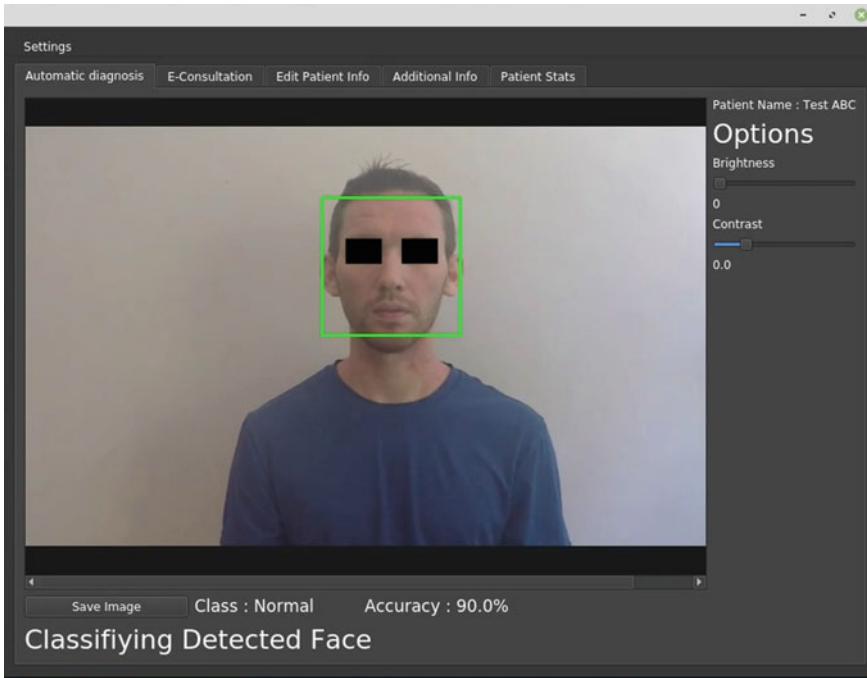 Settings
Automatic diagnosis E-Consultation Edit Patient Info Additional Info Patient Stats
Patient Name : Test ABC
Options
Brightness
0
Contrast
0.0
Save Image Class : Normal Accuracy : 90.0%
Classifiying Detected Face